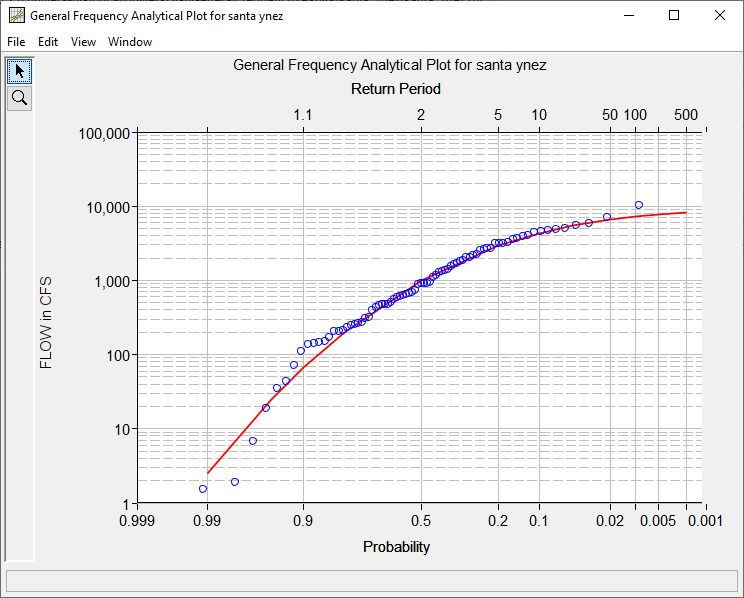 General Frequency Analytical Plot for santa ynez
File Edit View Window
General Frequency Analytical Plot for santa ynez
Return Period
1.1 2 5 10 50 100 500
100,000
10,000
1,000
100
10
1
FLOW in CFS
0.999 0.99 0.9 0.5 0.2 0.1 0.02 0.005 0.001
Probability